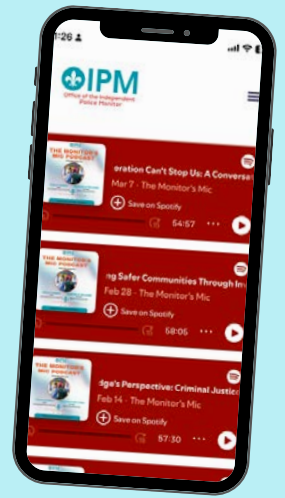 1:26
OIPM
Office of the Independent
Police Monitor
THE MONITOR'S
MIC PODCAST
eration Can't Stop Us: A Conversa
Mar 7 · The Monitor's Mic
Save on Spotify
54:57
THE MONITOR'S
MIC PODCAST
ng Safer Communities Through In
Feb 28 · The Monitor's Mic
Save on Spotify
58:05
THE MONITOR'S
MIC PODCAST
dge's Perspective: Criminal Justic
Feb 14 · The Monitor's Mic
Save on Spotify
57:30